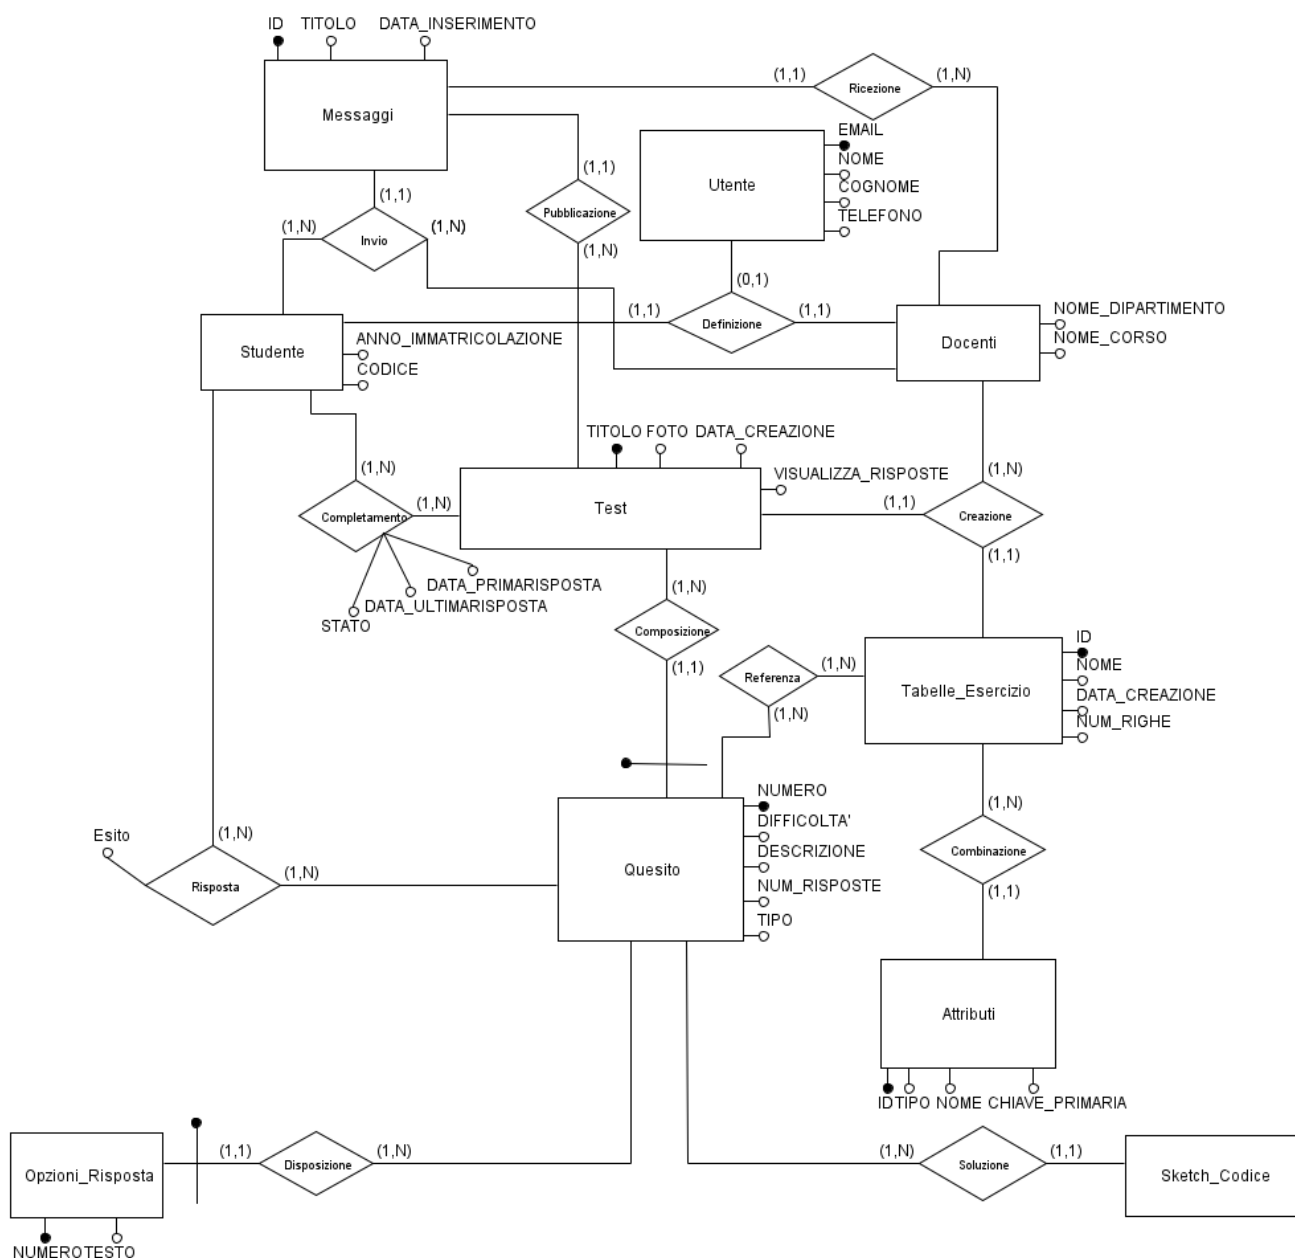 ID TITOLO DATA_INSERIMENTO
Messaggi
(1,1) (1,N)
Ricezione
(1,1)
(1,N) (1,N)
Invio
(1,1)
Pubblicazione
(1,N)
Utente
EMAIL
NOME
COGNOME
TELEFONO
(0,1)
(1,1) (1,1)
Definizione
Studente
ANNO_IMMATRICOLAZIONE
CODICE
Docenti
NOME_DIPARTIMENTO
NOME_CORSO
TITOLO FOTO DATA_CREAZIONE
VISUALIZZA_RISPOSTE
Test
(1,N)
(1,N)
Completamento
DATA_PRIMARISPOSTA
DATA_ULTIMARISPOSTA
STATO
(1,N)
(1,1)
Creazione
(1,1)
(1,N)
Composizione
(1,1)
Referenza
(1,N)
(1,N)
Tabelle_Esercizio
ID
NOME
DATA_CREAZIONE
NUM_RIGHE
(1,N)
Combinazione
(1,1)
Esito
(1,N)
(1,N)
Risposta
Quesito
NUMERO
DIFFICOLTA'
DESCRIZIONE
NUM_RISPOSTE
TIPO
Attributi
ID TIPO NOME CHIAVE_PRIMARIA
Opzioni_Risposta
(1,1) (1,N)
Disposizione
NUMERO TESTO
(1,N) (1,1)
Soluzione
Sketch_Codice